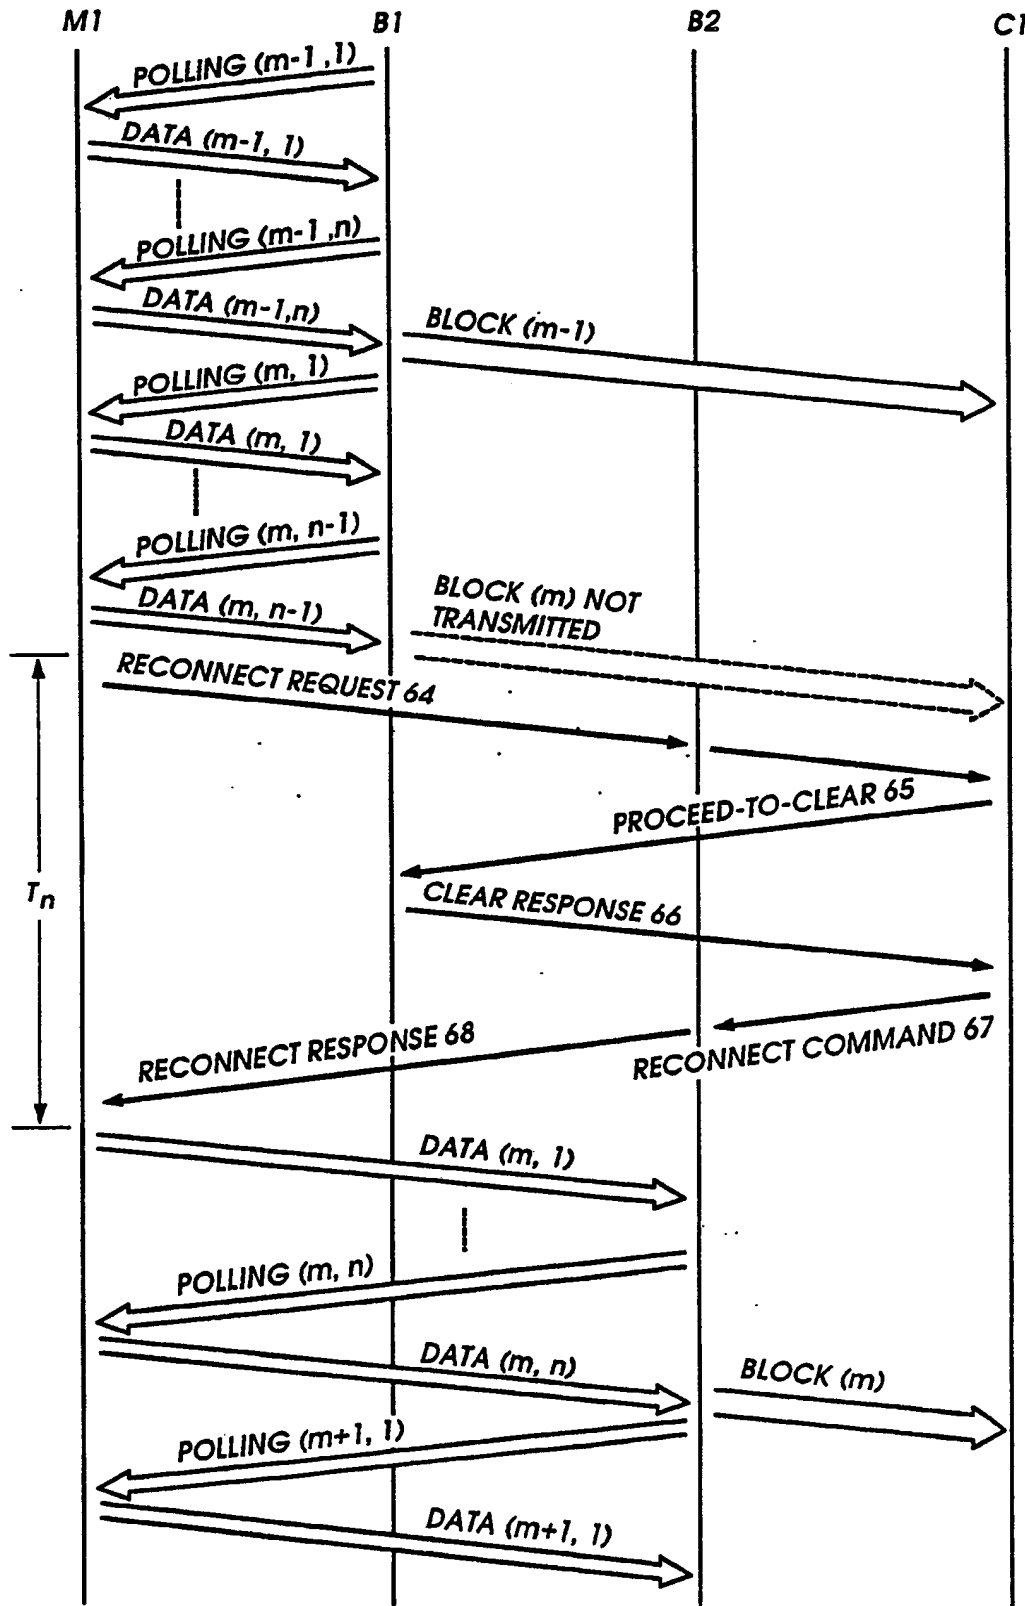 M1 B1 B2 C1
POLLING (m-1 ,1)
DATA (m-1, 1)
POLLING (m-1 ,n)
DATA (m-1,n)
BLOCK (m-1)
POLLING (m, 1)
DATA (m, 1)
POLLING (m, n-1)
DATA (m, n-1)
BLOCK (m) NOT
TRANSMITTED
RECONNECT REQUEST 64
PROCEED-TO-CLEAR 65
Tn
CLEAR RESPONSE 66
RECONNECT COMMAND 67
RECONNECT RESPONSE 68
DATA (m, 1)
POLLING (m, n)
DATA (m, n)
BLOCK (m)
POLLING (m+1, 1)
DATA (m+1, 1)